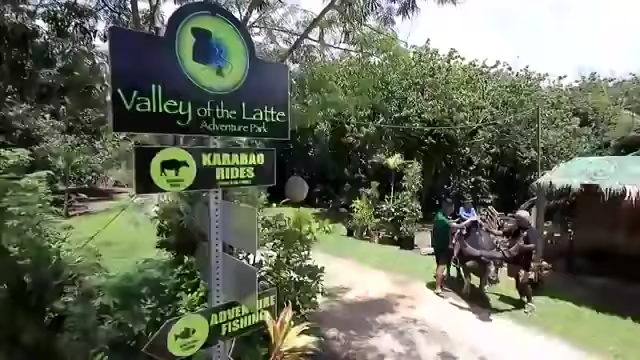 Valley of the Latte
Adventure Park
KARABAO
RIDES
ADVENTURE
FISHING